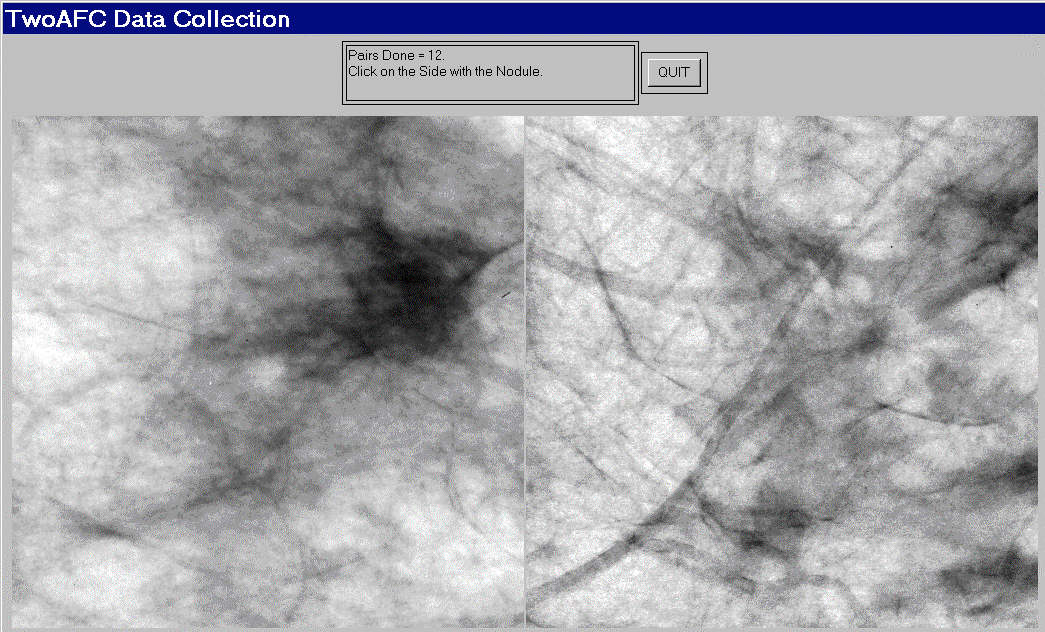 TwoAFC Data Collection
Pairs Done = 12.
Click on the Side with the Nodule.
QUIT